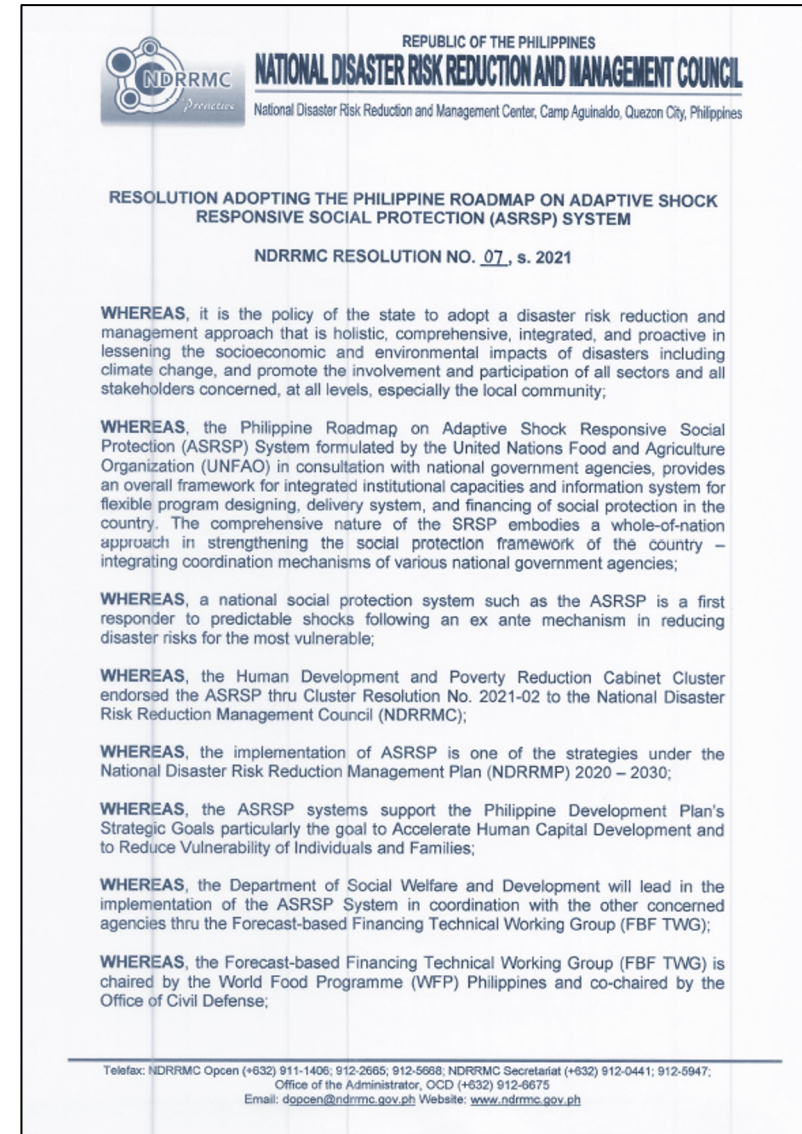 REPUBLIC OF THE PHILIPPINES
NDRRMC
Proactive
NATIONAL DISASTER RISK REDUCTION AND MANAGEMENT COUNCIL
National Disaster Risk Reduction and Management Center, Camp Aguinaldo, Quezon City, Philippines
RESOLUTION ADOPTING THE PHILIPPINE ROADMAP ON ADAPTIVE SHOCK
RESPONSIVE SOCIAL PROTECTION (ASRSP) SYSTEM
NDRRMC RESOLUTION NO. 07, s. 2021
WHEREAS, it is the policy of the state to adopt a disaster risk reduction and
management approach that is holistic, comprehensive, integrated, and proactive in
lessening the socioeconomic and environmental impacts of disasters including
climate change, and promote the involvement and participation of all sectors and all
stakeholders concerned, at all levels, especially the local community;
WHEREAS, the Philippine Roadmap on Adaptive Shock Responsive Social
Protection (ASRSP) System formulated by the United Nations Food and Agriculture
Organization (UNFAO) in consultation with national government agencies, provides
an overall framework for integrated institutional capacities and information system for
flexible program designing, delivery system, and financing of social protection in the
country. The comprehensive nature of the SRSP embodies a whole-of-nation
approach in strengthening the social protection framework of the country –
integrating coordination mechanisms of various national government agencies;
WHEREAS, a national social protection system such as the ASRSP is a first
responder to predictable shocks following an ex ante mechanism in reducing
disaster risks for the most vulnerable;
WHEREAS, the Human Development and Poverty Reduction Cabinet Cluster
endorsed the ASRSP thru Cluster Resolution No. 2021-02 to the National Disaster
Risk Reduction Management Council (NDRRMC);
WHEREAS, the implementation of ASRSP is one of the strategies under the
National Disaster Risk Reduction Management Plan (NDRRMP) 2020 – 2030;
WHEREAS, the ASRSP systems support the Philippine Development Plan's
Strategic Goals particularly the goal to Accelerate Human Capital Development and
to Reduce Vulnerability of Individuals and Families;
WHEREAS, the Department of Social Welfare and Development will lead in the
implementation of the ASRSP System in coordination with the other concerned
agencies thru the Forecast-based Financing Technical Working Group (FBF TWG);
WHEREAS, the Forecast-based Financing Technical Working Group (FBF TWG) is
chaired by the World Food Programme (WFP) Philippines and co-chaired by the
Office of Civil Defense;
Telefax: NDRRMC Opcen (+632) 911-1406; 912-2665; 912-5668; NDRRMC Secretariat (+632) 912-0441; 912-5947;
Office of the Administrator, OCD (+632) 912-6675
Email: dopcen@ndrrmc.gov.ph Website: www.ndrrmc.gov.ph